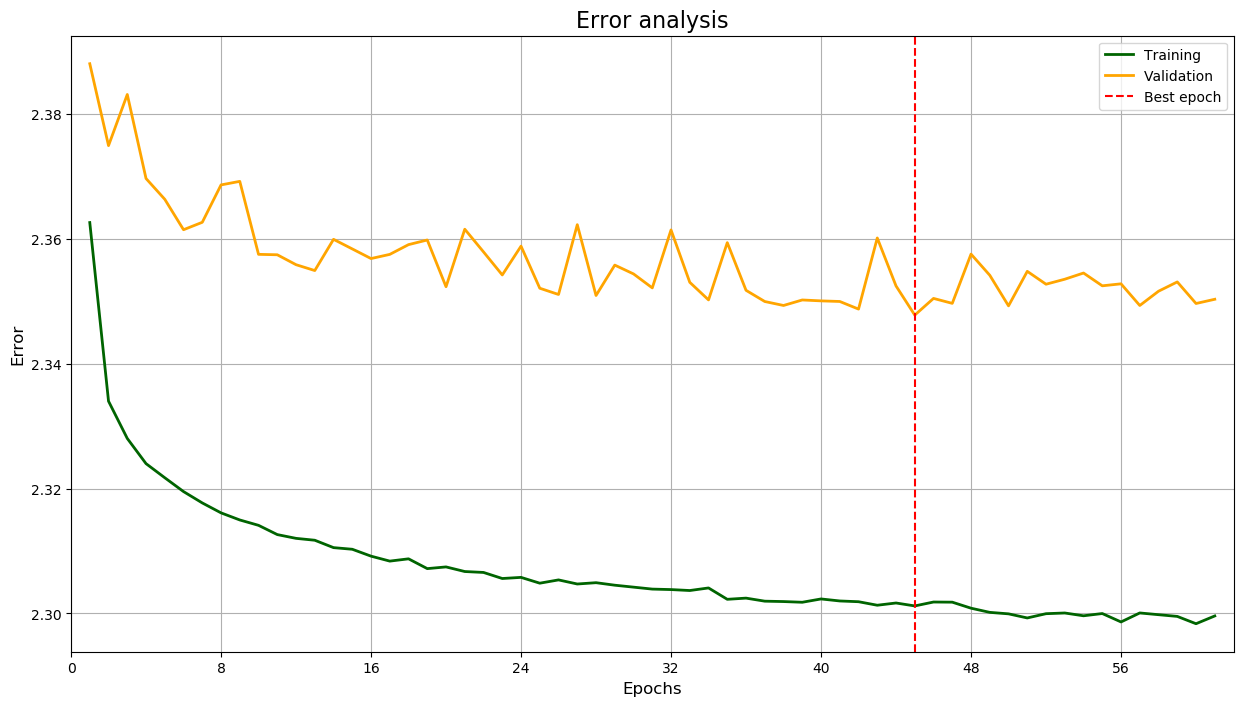 Error analysis
Training
Validation
Best epoch
2.38
2.36
2.34
2.32
2.30
Error
0 8 16 24 32 40 48 56
Epochs